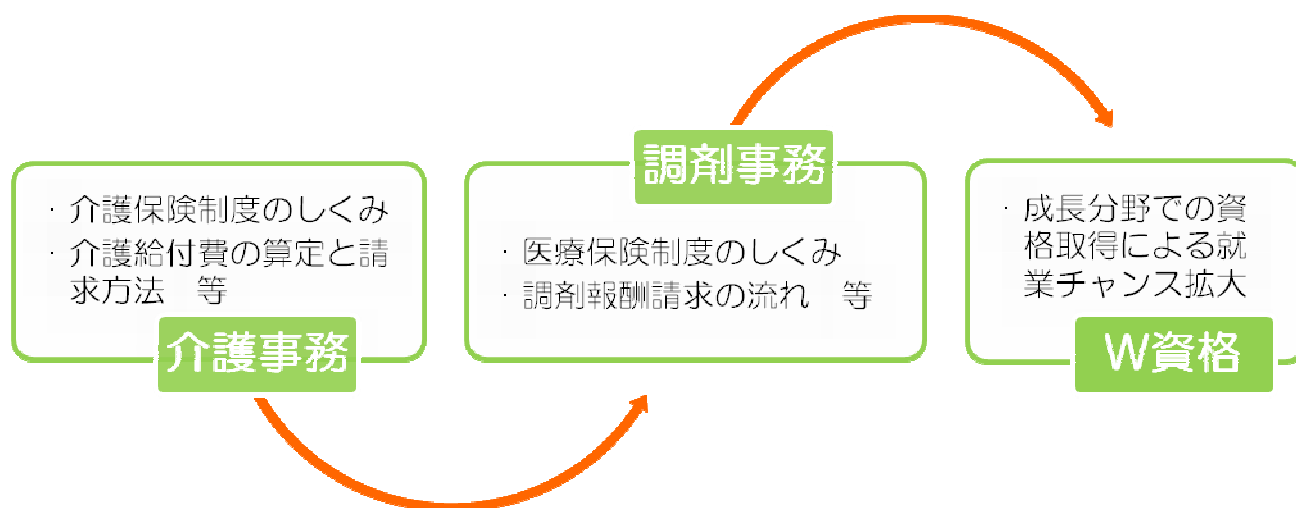 ・介護保険制度のしくみ
・介護給付費の算定と請
求方法　等
介護事務
調剤事務
・医療保険制度のしくみ
・調剤報酬請求の流れ　等
・成長分野での資
格取得による就
業チャンス拡大
W資格